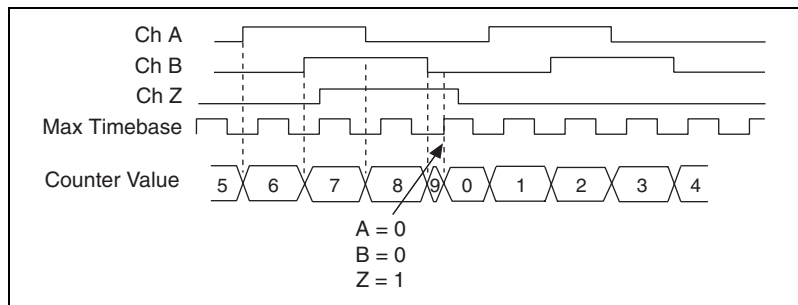 Ch A
Ch B
Ch Z
Max Timebase
Counter Value 5 6 7 8 9 0 1 2 3 4
A = 0
B = 0
Z = 1